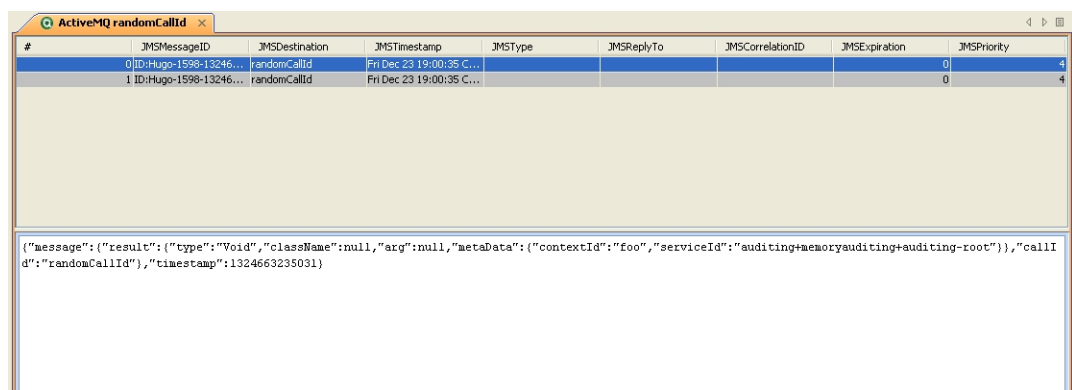 ActiveMQ randomCallId
# JMSMessageID JMSDestination JMSTimestamp JMSType JMSReplyTo JMSCorrelationID JMSExpiration JMSPriority
0 ID:Hugo-1598-13246... randomCallId Fri Dec 23 19:00:35 C... 0 4
1 ID:Hugo-1598-13246... randomCallId Fri Dec 23 19:00:35 C... 0 4
{"message":{"result":{"type":"Void","className":null,"arg":null,"metaData":{"contextId":"foo","serviceId":"auditing+memoryauditing+auditing-root"}},"callI
d":"randomCallId"},"timestamp":1324663235031}